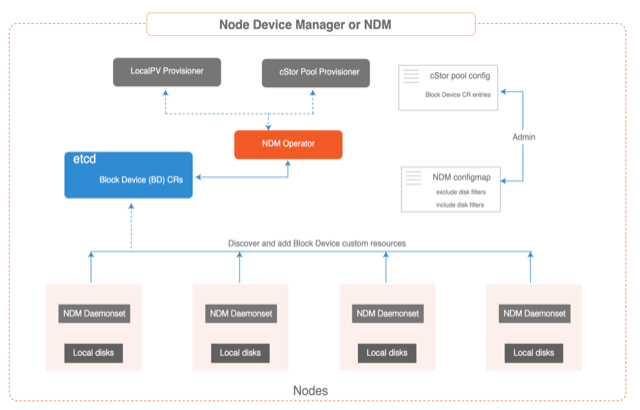 Node Device Manager or NDM
LocalPV Provisioner
cStor Pool Provisioner
cStor pool config
Block Device CR entries
Admin
NDM Operator
etcd
Block Device (BD) CRs
NDM configmap
exclude disk filters
include disk filters
Discover and add Block Device custom resources
NDM Daemonset
NDM Daemonset
NDM Daemonset
NDM Daemonset
Local disks
Local disks
Local disks
Local disks
Nodes